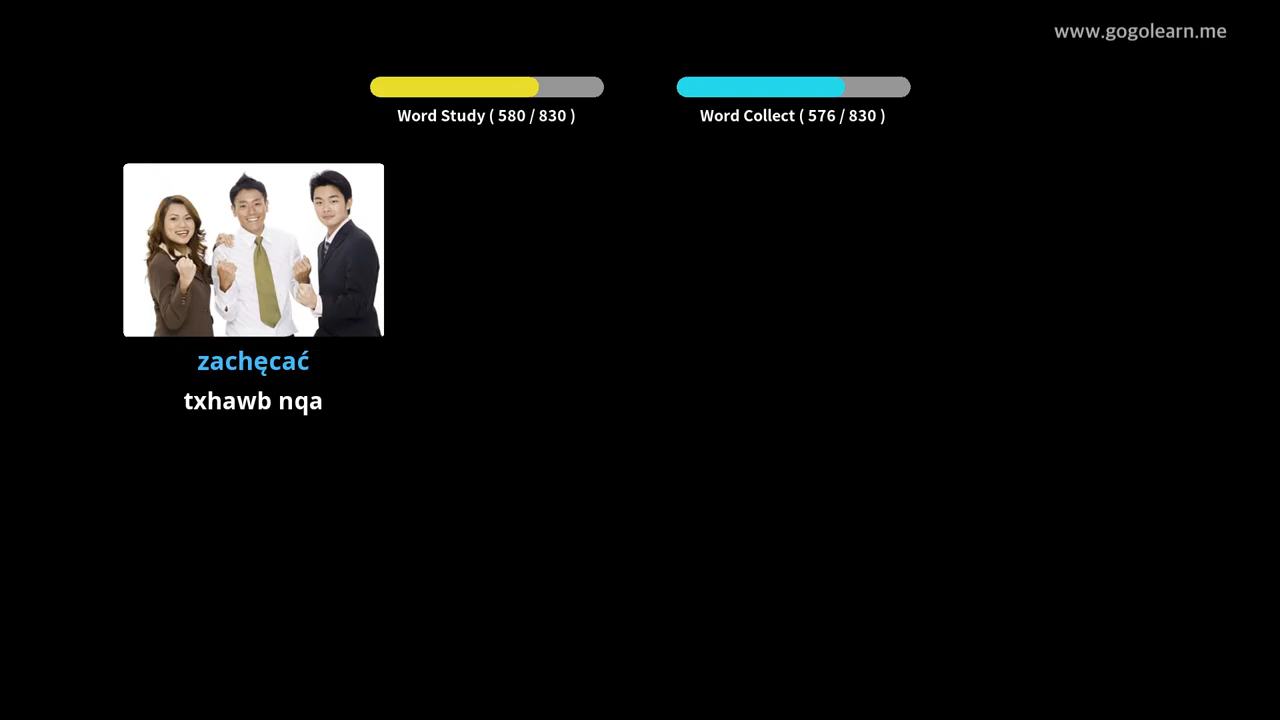 www.gogolearn.me
Word Study ( 580 / 830 )
Word Collect ( 576 / 830 )
zachęcać
txhawb nqa